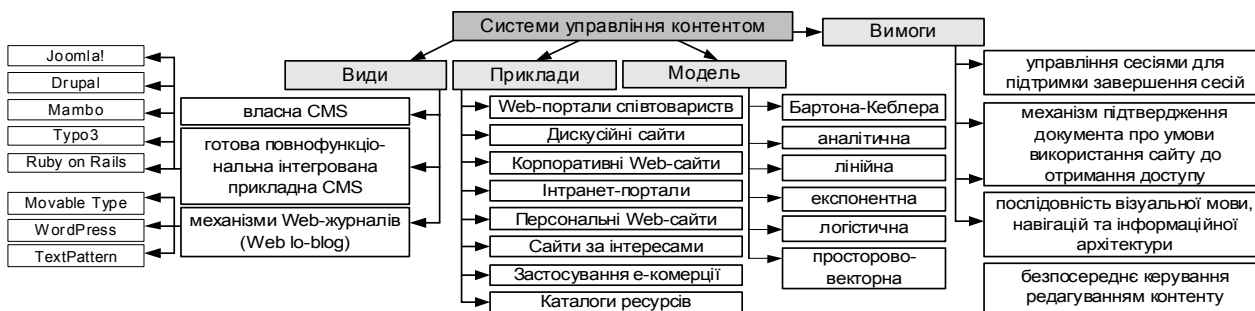 Системи управління контентом
Вимоги
Види
Приклади
Модель
Joomla!
Drupal
Mambo
Typo3
Ruby on Rails
Movable Type
WordPress
TextPattern
власна CMS
готова повнофункціо-
нальна інтегрована
прикладна CMS
механізми Web-журналів
(Web lo-blog)
Web-портали співтовариств
Дискусійні сайти
Корпоративні Web-сайти
Інтранет-портали
Персональні Web-сайти
Сайти за інтересами
Застосування е-комерції
Каталоги ресурсів
Бартона-Кеблера
аналітична
лінійна
експонентна
логістична
просторово-
векторна
управління сесіями для
підтримки завершення сесій
механізм підтвердження
документа про умови
використання сайту до
отримання доступу
послідовність візуальної мови,
навігацій та інформаційної
архітектури
безпосереднє керування
редагуванням контенту